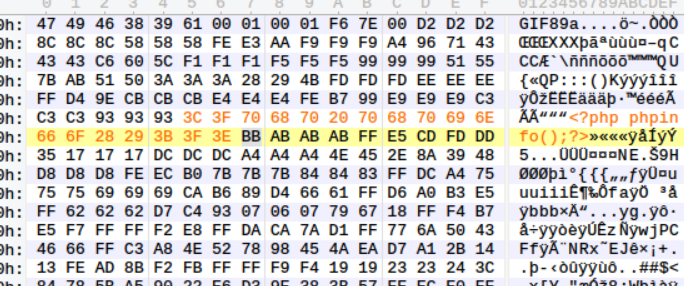 0 1 2 3 4 5 6 7 8 9 A B C D E F 0123456789ABCDEF
0h: 47 49 46 38 39 61 00 01 00 01 F6 7E 00 D2 D2 D2 GIF89a....ö~.ÒÒÒ
0h: 8C 8C 8C 58 58 58 FE E3 AA F9 F9 F9 A4 96 71 43 ŒŒŒXXXþãªùùù¤–qC
0h: 43 43 C6 60 5C F1 F1 F1 F5 F5 F5 99 99 99 51 55 CCÆ`\ñññõõõ™™™QU
0h: 7B AB 51 50 3A 3A 3A 28 29 4B FD FD FD EE EE EE {«QP:::()Kýýýîîî
0h: FF D4 9E CB CB CB E4 E4 E4 FE B7 99 E9 E9 E9 C3 ÿÔžËËËäääþ·™éééÃ
0h: C3 C3 93 93 93 3C 3F 70 68 70 20 70 68 70 69 6E ÃÃ“““<?php phpin
0h: 66 6F 28 29 3B 3F 3E BB AB AB AB FF E5 CD FD DD fo();?>»«««ÿåÍýÝ
0h: 35 17 17 17 DC DC DC A4 A4 A4 4E 45 2E 8A 39 48 5...ÜÜÜ¤¤¤NE.Š9H
0h: D8 D8 D8 FE EC B0 7B 7B 7B 84 84 83 FF DC A4 75 ØØØþì°{{{„„ƒÿÜ¤u
0h: 75 75 69 69 69 CA B6 89 D4 66 61 FF D6 A0 B3 E5 uuiiiÊ¶‰ÔfaÿÖ ³å
0h: FF 62 62 62 D7 C4 93 07 06 07 79 67 18 FF F4 B7 ÿbbb×Ä“...yg.ÿô·
0h: E5 F7 FF FF F2 E8 FF DA CA 7A D1 FF 77 6A 50 43 å÷ÿÿòèÿÚÊzÑÿwjPC
0h: 46 66 FF C3 A8 4E 52 78 98 45 4A EA D7 A1 2B 14 FfÿÃ¨NRx˜EJê×¡+.
0h: 13 FE AD 8B F2 FB FF FF F9 F4 19 19 23 23 24 3C .þ-‹òûÿÿùô..##$<